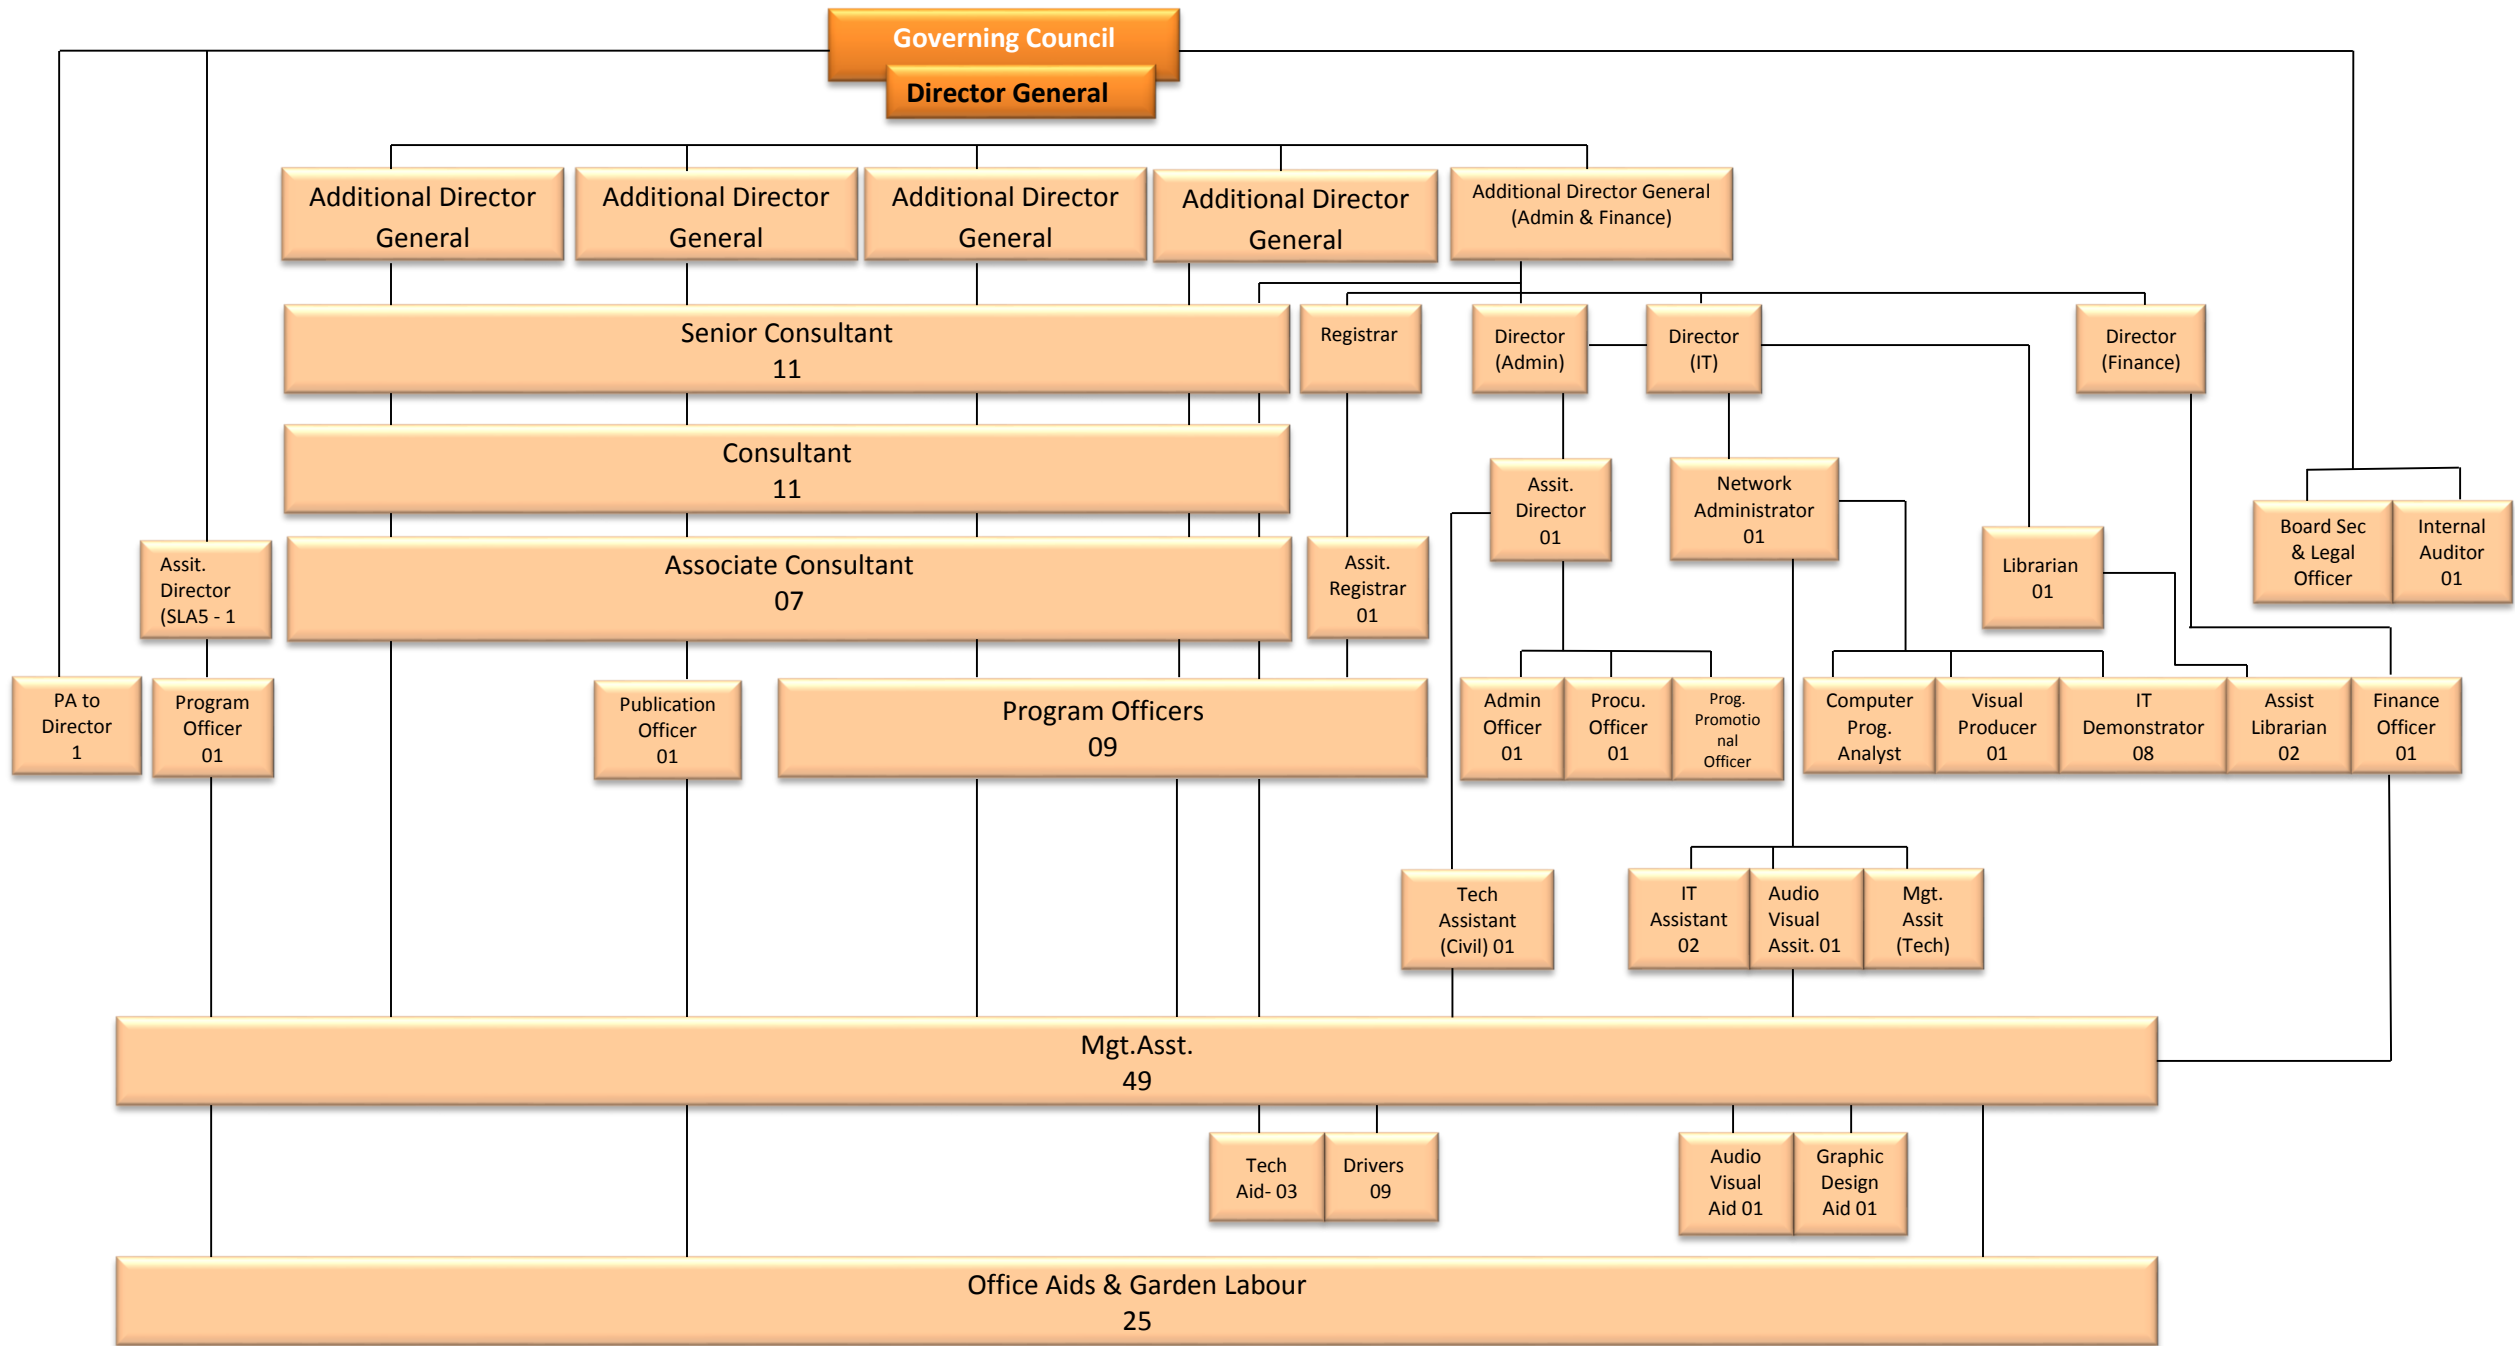 Governing Council
Director General
Additional Director
General
Additional Director
General
Additional Director
General
Additional Director
General
Additional Director General
(Admin & Finance)
Senior Consultant
11
Registrar
Director
(Admin)
Director
(IT)
Director
(Finance)
Consultant
11
Assit.
Director
01
Network
Administrator
01
Board Sec
& Legal
Officer
Internal
Auditor
01
Assit.
Director
(SLA5 - 1
Associate Consultant
07
Assit.
Registrar
01
Librarian
01
PA to
Director
1
Program
Officer
01
Publication
Officer
01
Program Officers
09
Admin
Officer
01
Procu.
Officer
01
Prog.
Promotio
nal
Officer
Computer
Prog.
Analyst
Visual
Producer
01
IT
Demonstrator
08
Assist
Librarian
02
Finance
Officer
01
Tech
Assistant
(Civil) 01
IT
Assistant
02
Audio
Visual
Assit. 01
Mgt.
Assit
(Tech)
Mgt.Asst.
49
Tech
Aid- 03
Drivers
09
Audio
Visual
Aid 01
Graphic
Design
Aid 01
Office Aids & Garden Labour
25